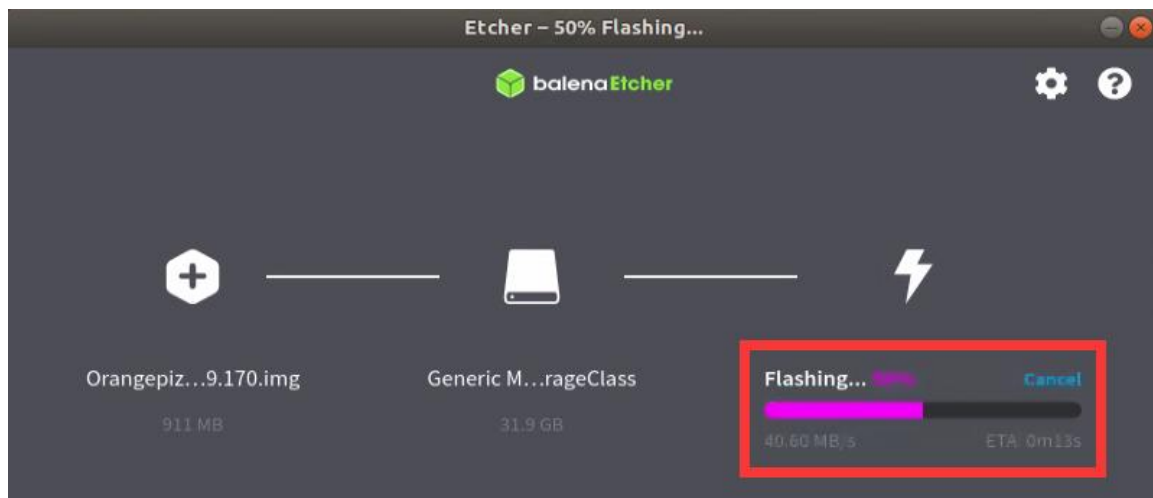 Etcher – 50% Flashing...
balenaEtcher
Orangepiz...9.170.img
911 MB
Generic M...rageClass
31.9 GB
Flashing... 50%
Cancel
40.60 MB/s
ETA: 0m13s